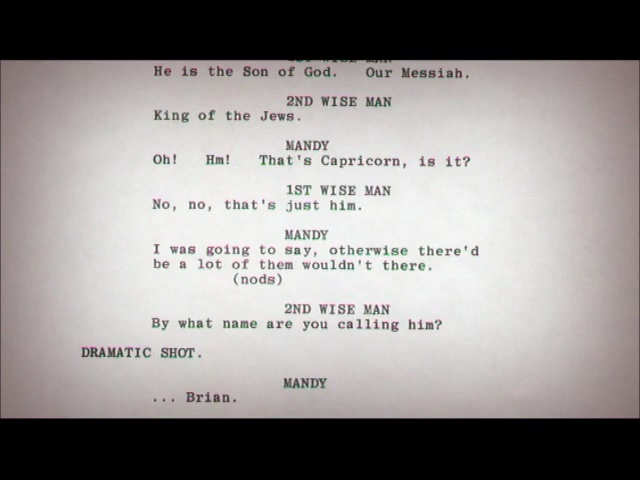 He is the Son of God. Our Messiah.
2ND WISE MAN
King of the Jews.
MANDY
Oh! Hm! That's Capricorn, is it?
1ST WISE MAN
No, no, that's just him.
MANDY
I was going to say, otherwise there'd
be a lot of them wouldn't there.
(nods)
2ND WISE MAN
By what name are you calling him?
DRAMATIC SHOT.
MANDY
... Brian.